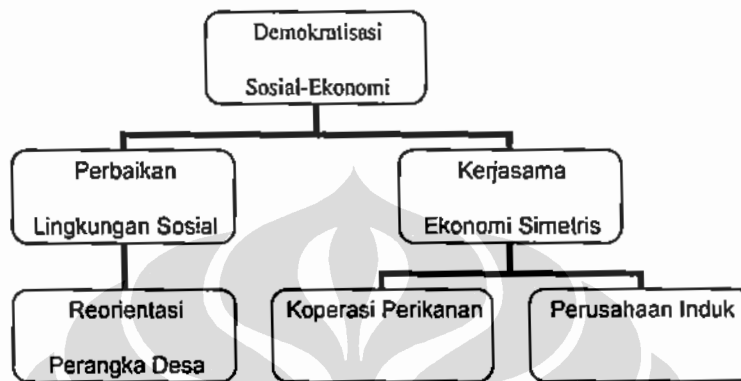 Demokratisasi
Sosial-Ekonomi
Perbaikan
Lingkungan Sosial
Kerjasama
Ekonomi Simetris
Reorientasi
Perangka Desa
Koperasi Perikanan
Perusahaan Induk